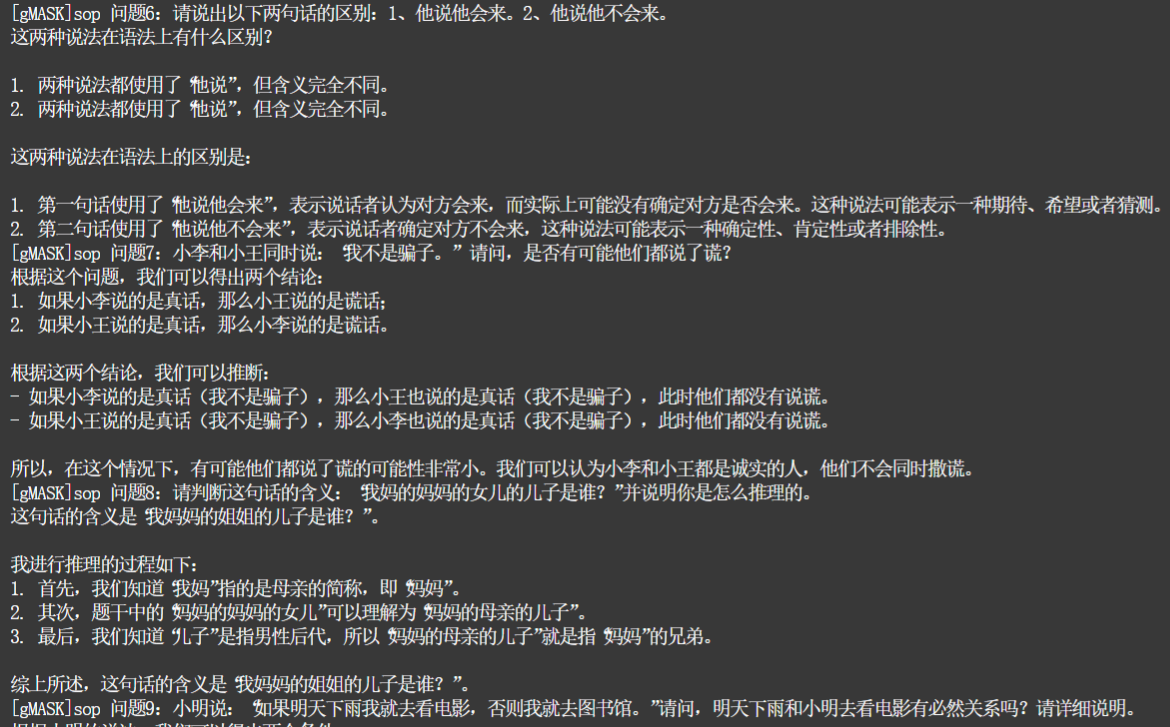 [gMASK]sop 问题6：请说出以下两句话的区别：1、他说他会来。2、他说他不会来。
这两种说法在语法上有什么区别？
1. 两种说法都使用了“他说”，但含义完全不同。
2. 两种说法都使用了“他说”，但含义完全不同。
这两种说法在语法上的区别是：
1. 第一句话使用了“他说他会来”，表示说话者认为对方会来，而实际上可能没有确定对方是否会来。这种说法可能表示一种期待、希望或者猜测。
2. 第二句话使用了“他说他不会来”，表示说话者确定对方不会来，这种说法可能表示一种确定性、肯定性或者排除性。
[gMASK]sop 问题7：小李和小王同时说：“我不是骗子。”请问，是否有可能他们都说了谎？
根据这个问题，我们可以得出两个结论：
1. 如果小李说的是真话，那么小王说的是谎话；
2. 如果小王说的是真话，那么小李说的是谎话。
根据这两个结论，我们可以推断：
- 如果小李说的是真话（我不是骗子），那么小王也说的是真话（我不是骗子），此时他们都没有说谎。
- 如果小王说的是真话（我不是骗子），那么小李也说的是真话（我不是骗子），此时他们都没有说谎。
所以，在这个情况下，有可能他们都说了谎的可能性非常小。我们可以认为小李和小王都是诚实的人，他们不会同时撒谎。
[gMASK]sop 问题8：请判断这句话的含义：“我妈的妈妈的女儿的儿子是谁？”并说明你是怎么推理的。
这句话的含义是“我妈妈的姐姐的儿子是谁？”。
我进行推理的过程如下：
1. 首先，我们知道“我妈”指的是母亲的简称，即“妈妈”。
2. 其次，题干中的“妈妈的妈妈的女儿”可以理解为“妈妈的母亲的儿子”。
3. 最后，我们知道“儿子”是指男性后代，所以“妈妈的母亲的儿子”就是指“妈妈”的兄弟。
综上所述，这句话的含义是“我妈妈的姐姐的儿子是谁？”。
[gMASK]sop 问题9：小明说：“如果明天下雨我就去看电影，否则我就去图书馆。”请问，明天下雨和小明去看电影有必然关系吗？请详细说明。